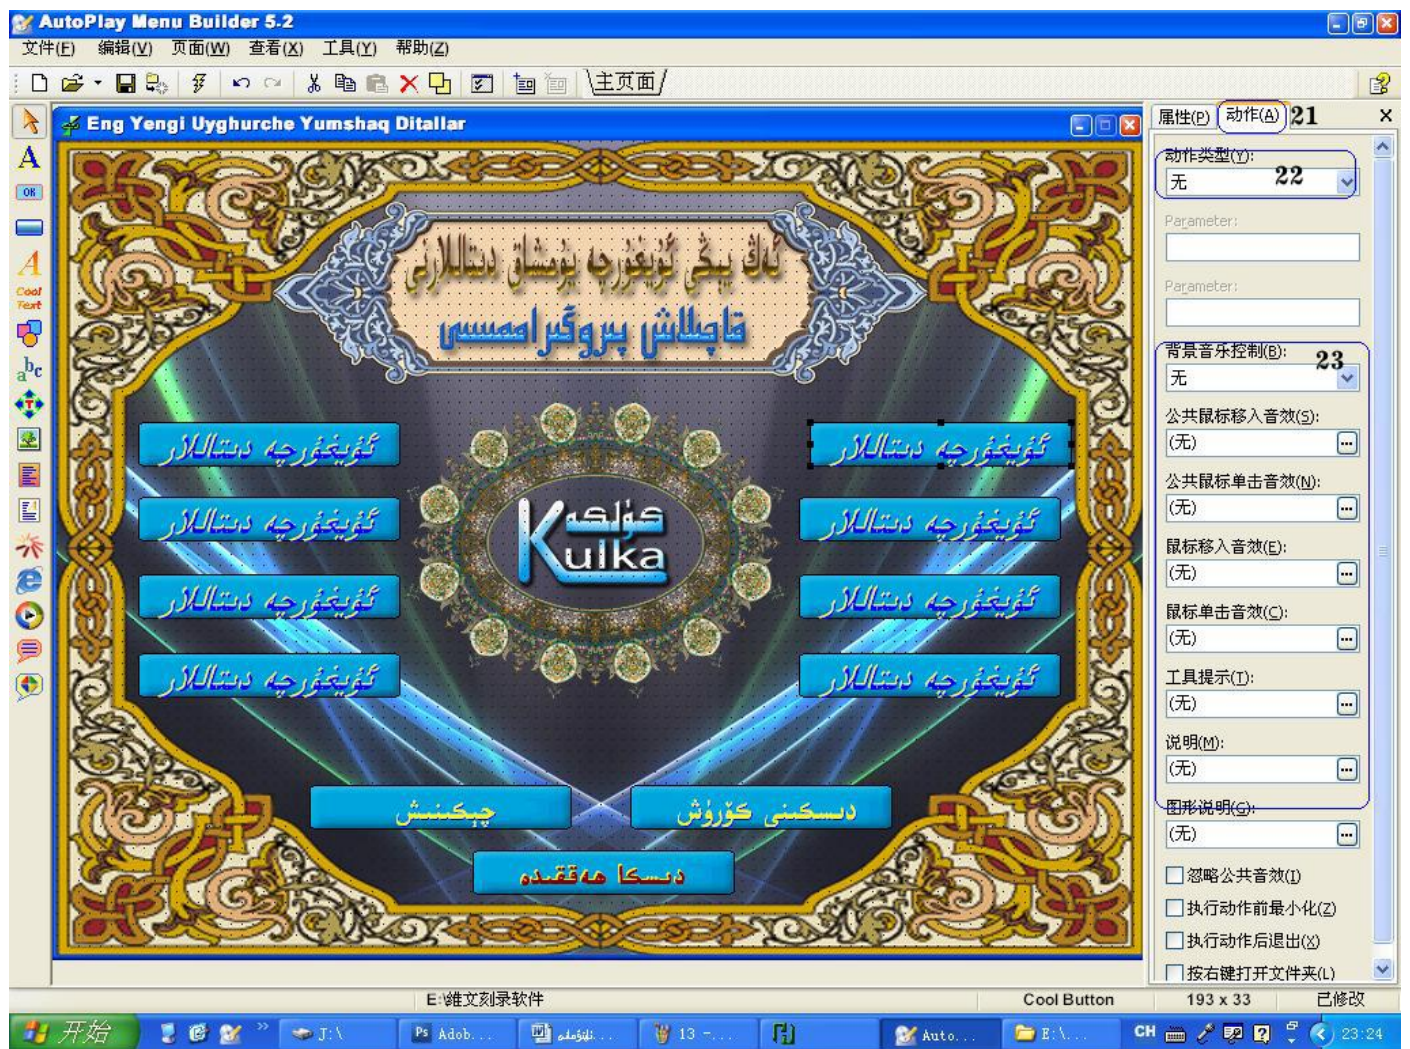 AutoPlay Menu Builder 5-2
文件(F) 编辑(V) 页面(W) 查看(X) 工具(Y) 帮助(Z)
主页面
Eng Yengi Uyghurche Yumshaq Ditallar
属性(P) 动作(A) 21
ئەڭ يېڭى ئۇيغۇرچە يۇمشاق دىتاللارنى
قاچىلاش پىروگىراممىسى
ئۇيغۇرچە دىتاللار
ئۇيغۇرچە دىتاللار
ئۇيغۇرچە دىتاللار
ئۇيغۇرچە دىتاللار
كۆلكە
Kulka
ئۇيغۇرچە دىتاللار
ئۇيغۇرچە دىتاللار
ئۇيغۇرچە دىتاللار
ئۇيغۇرچە دىتاللار
چېكىنىش
دىسكىنى كۆرۈش
دىسكا ھەققىدە
动作类型(Y):
无 22
Parameter:
Parameter:
背景音乐控制(B):
无 23
公共鼠标移入音效(S):
(无)
公共鼠标单击音效(N):
(无)
鼠标移入音效(E):
(无)
鼠标单击音效(C):
(无)
工具提示(T):
(无)
说明(M):
(无)
图形说明(G):
(无)
忽略公共音效(I)
执行动作前最小化(Z)
执行动作后退出(X)
按右键打开文件夹(L)
E:\维文刻录软件
Cool Button
193 x 33
已修改
开始
J:\
Adob...
13 -...
Auto...
E:\...
CH
23:24